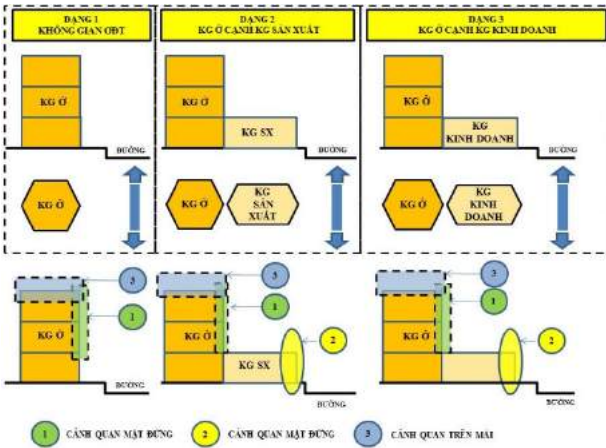 DẠNG 1
KHÔNG GIAN ODT
DẠNG 2
KG Ở CẠNH KG SẢN XUẤT
DẠNG 3
KG Ở CẠNH KG KINH DOANH
KG Ở
ĐƯỜNG
KG Ở
KG SX
ĐƯỜNG
KG Ở
KG
KINH DOANH
ĐƯỜNG
KG Ở
KG Ở
KG
SẢN
XUẤT
KG Ở
KG
KINH
DOANH
3
1
KG Ở
ĐƯỜNG
3
1
2
KG Ở
KG SX
ĐƯỜNG
3
1
2
KG Ở
ĐƯỜNG
1 CẢNH QUAN MẶT ĐỨNG
2 CẢNH QUAN MẶT ĐỨNG
3 CẢNH QUAN TRÊN MÁI